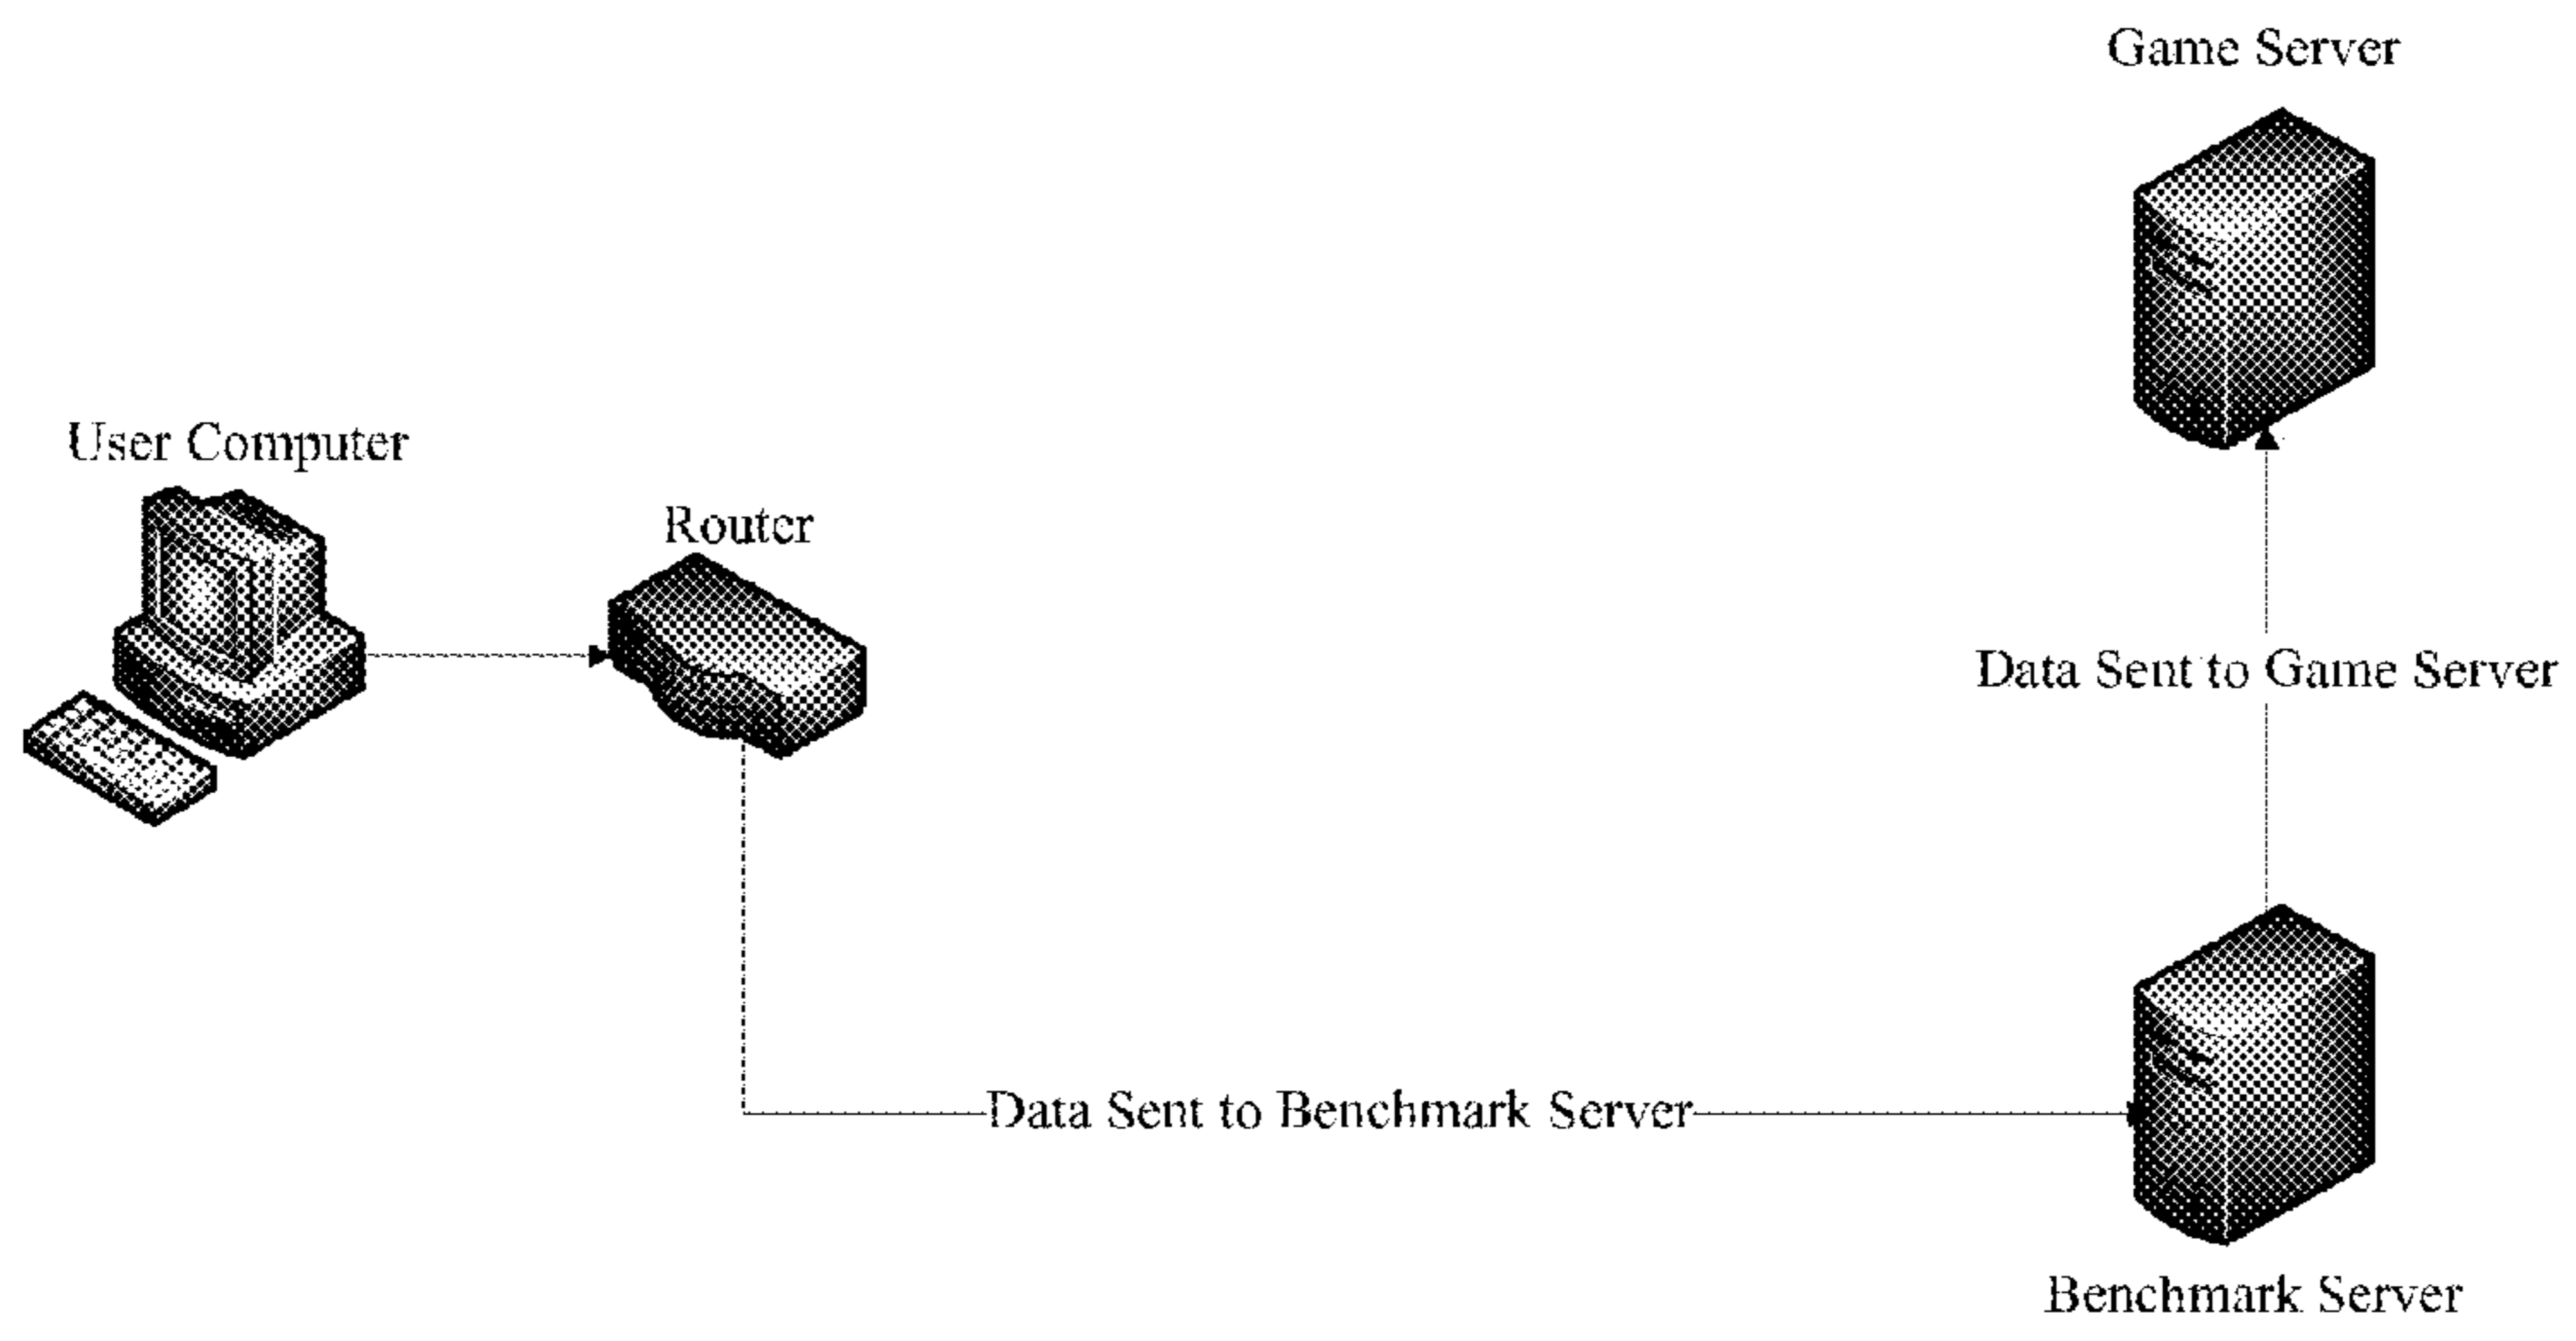 Game Server
User Computer
Router
Data Sent to Game Server
Data Sent to Benchmark Server
Benchmark Server